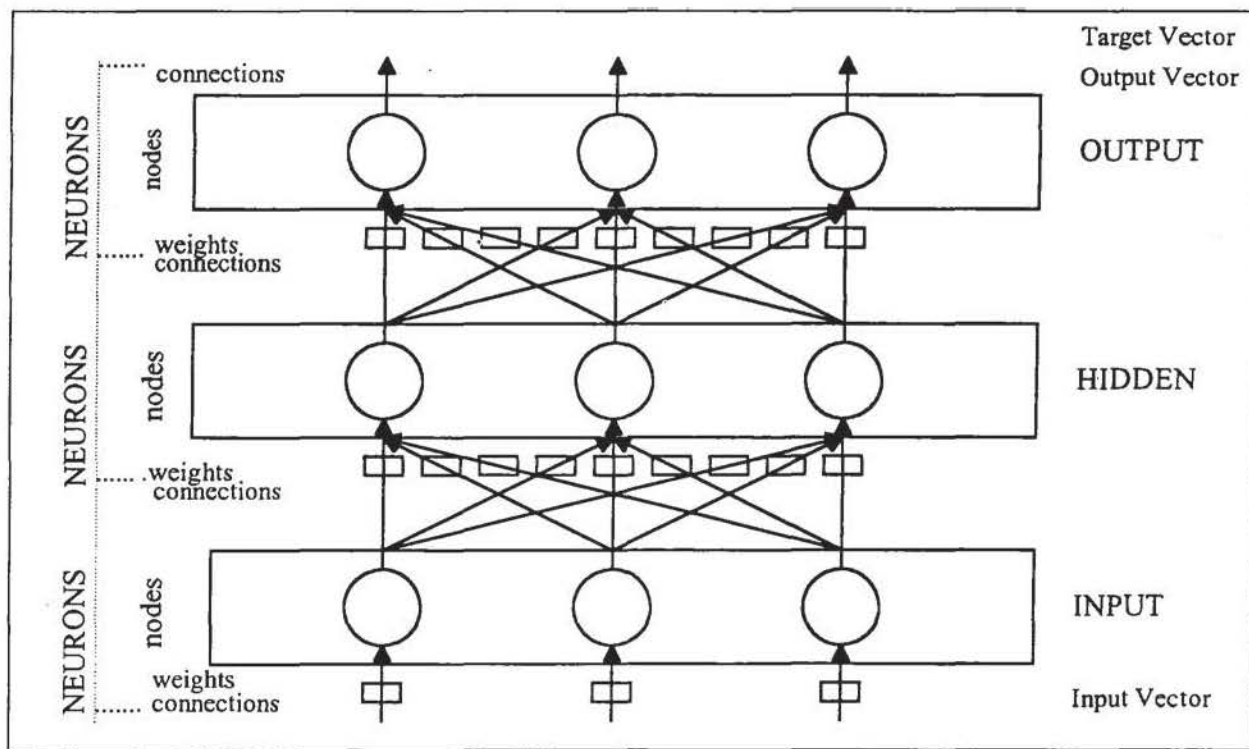 Target Vector
connections
Output Vector
NEURONS
nodes
OUTPUT
weights
connections
NEURONS
nodes
HIDDEN
weights
connections
NEURONS
nodes
INPUT
weights
connections
Input Vector